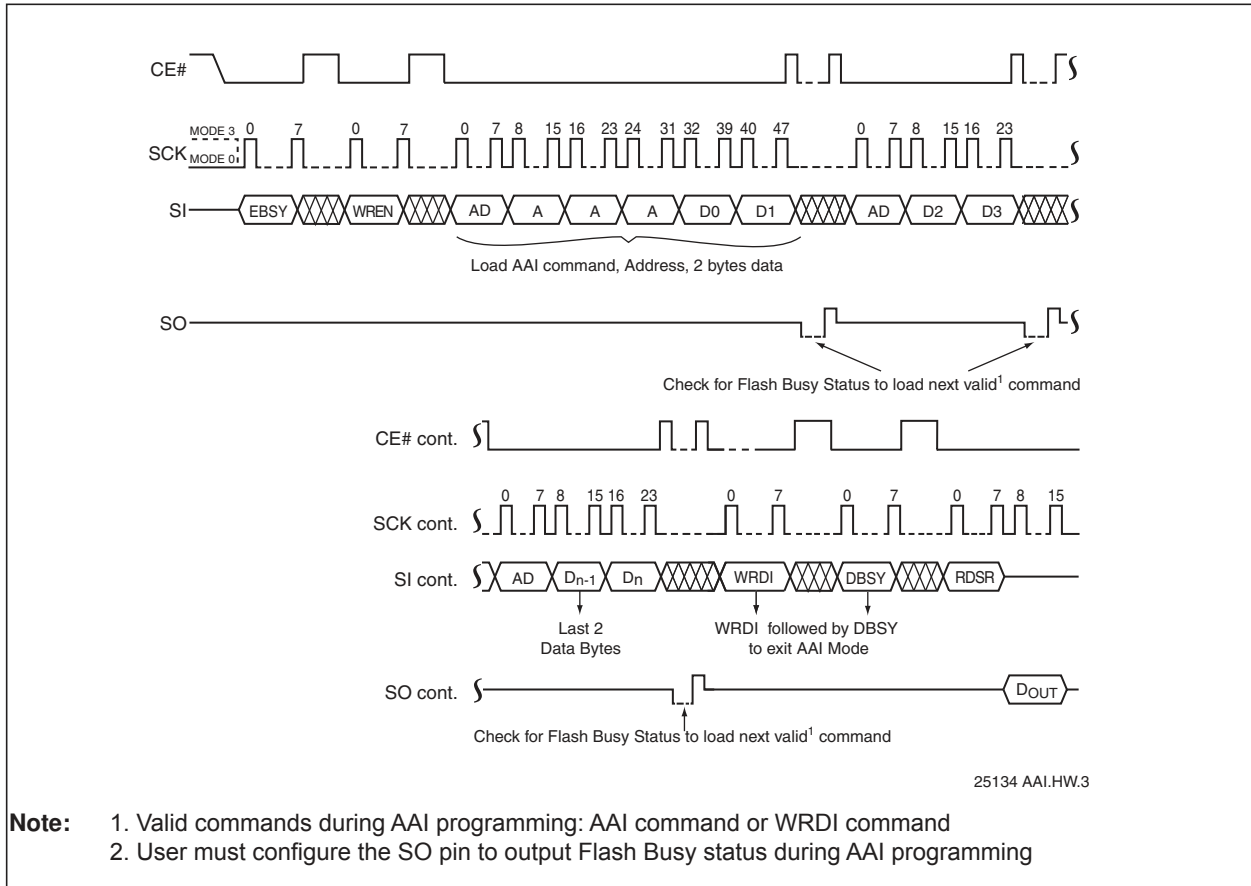 CE#
MODE 3 0 7 0 7 0 7 8 15 16 23 24 31 32 39 40 47 0 7 8 15 16 23
SCK MODE 0
SI EBSY WREN AD A A A D0 D1 AD D2 D3
Load AAI command, Address, 2 bytes data
SO
Check for Flash Busy Status to load next valid1 command
CE# cont.
0 7 8 15 16 23 0 7 0 7 0 7 8 15
SCK cont.
SI cont. AD Dn-1 Dn WRDI DBSY RDSR
Last 2 WRDI followed by DBSY
Data Bytes to exit AAI Mode
SO cont. DOUT
Check for Flash Busy Status to load next valid1 command
25134 AAI.HW.3
Note: 1. Valid commands during AAI programming: AAI command or WRDI command
2. User must configure the SO pin to output Flash Busy status during AAI programming